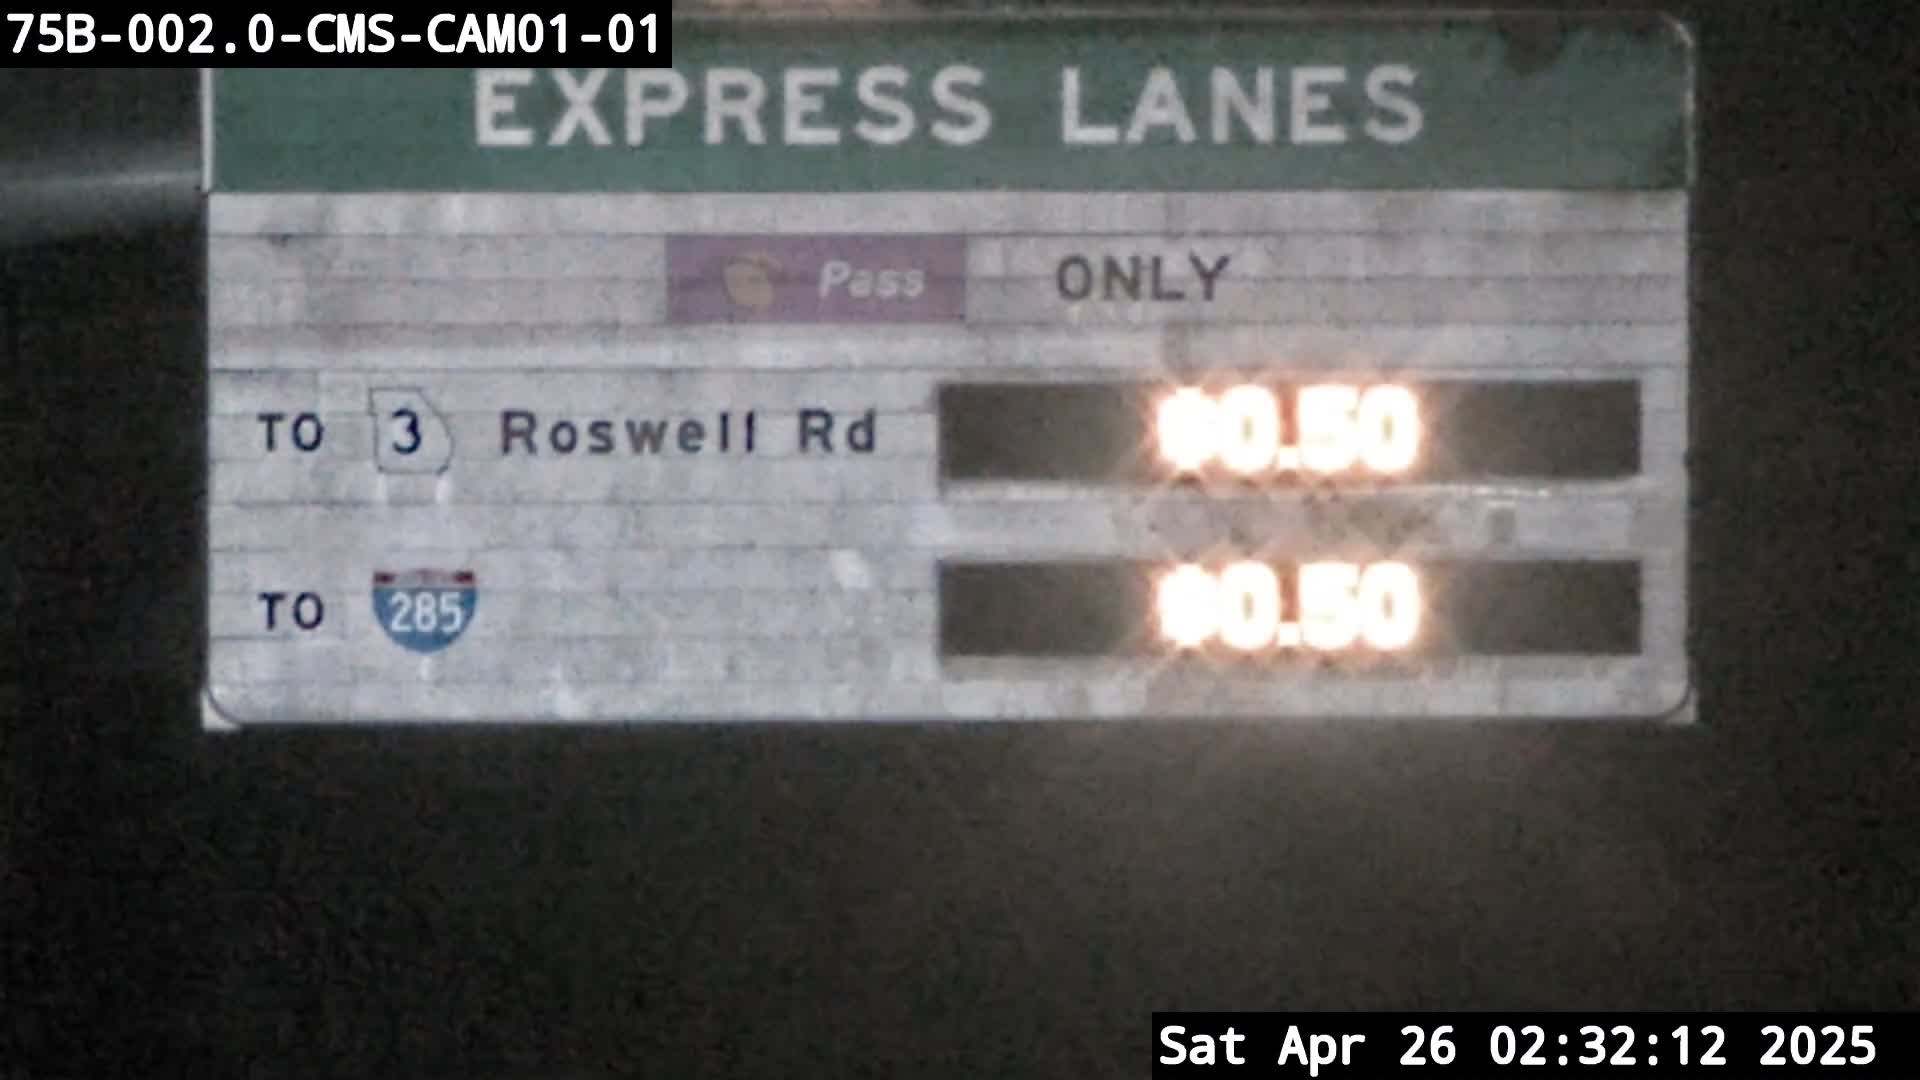 75B-002.0-CMS-CAM01-01
EXPRESS LANES
Pass ONLY
TO 3 Roswell Rd $0.50
TO 285 $0.50
Sat Apr 26 02:32:12 2025